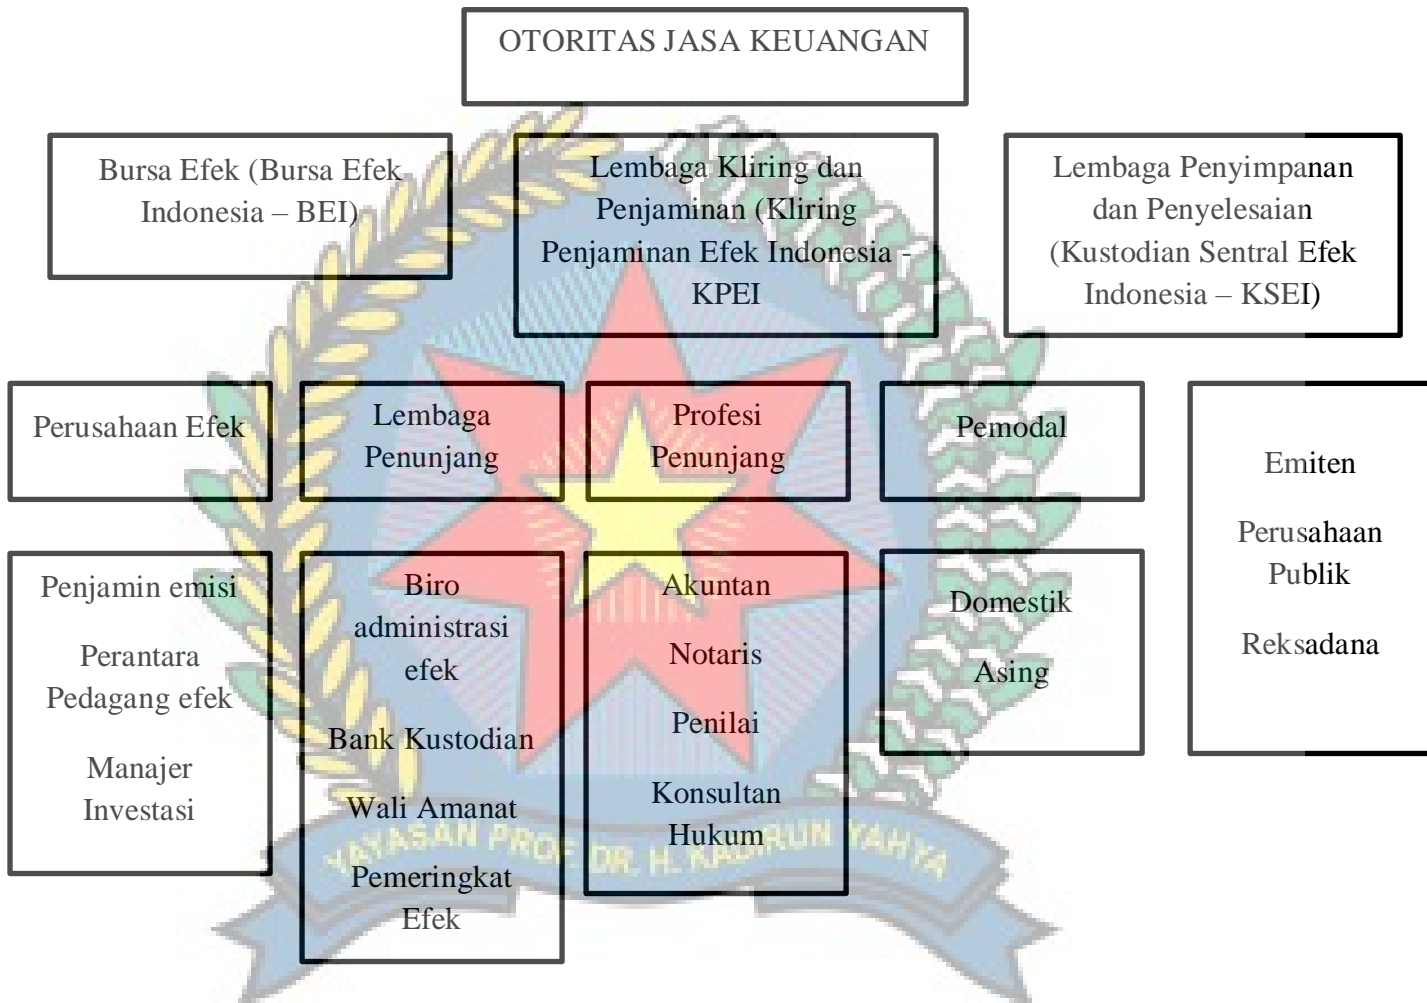 OTORITAS JASA KEUANGAN
Bursa Efek (Bursa Efek
Indonesia – BEI)
Lembaga Kliring dan
Penjaminan (Kliring
Penjaminan Efek Indonesia -
KPEI
Lembaga Penyimpanan
dan Penyelesaian
(Kustodian Sentral Efek
Indonesia – KSEI)
Perusahaan Efek
Lembaga
Penunjang
Profesi
Penunjang
Pemodal
Emiten
Perusahaan
Publik
Reksadana
Penjamin emisi
Perantara
Pedagang efek
Manajer
Investasi
Biro
administrasi
efek
Bank Kustodian
Wali Amanat
Pemeringkat
Efek
Akuntan
Notaris
Penilai
Konsultan
Hukum
Domestik
Asing
YAYASAN PROF. DR. H. KADIRUN YAHYA